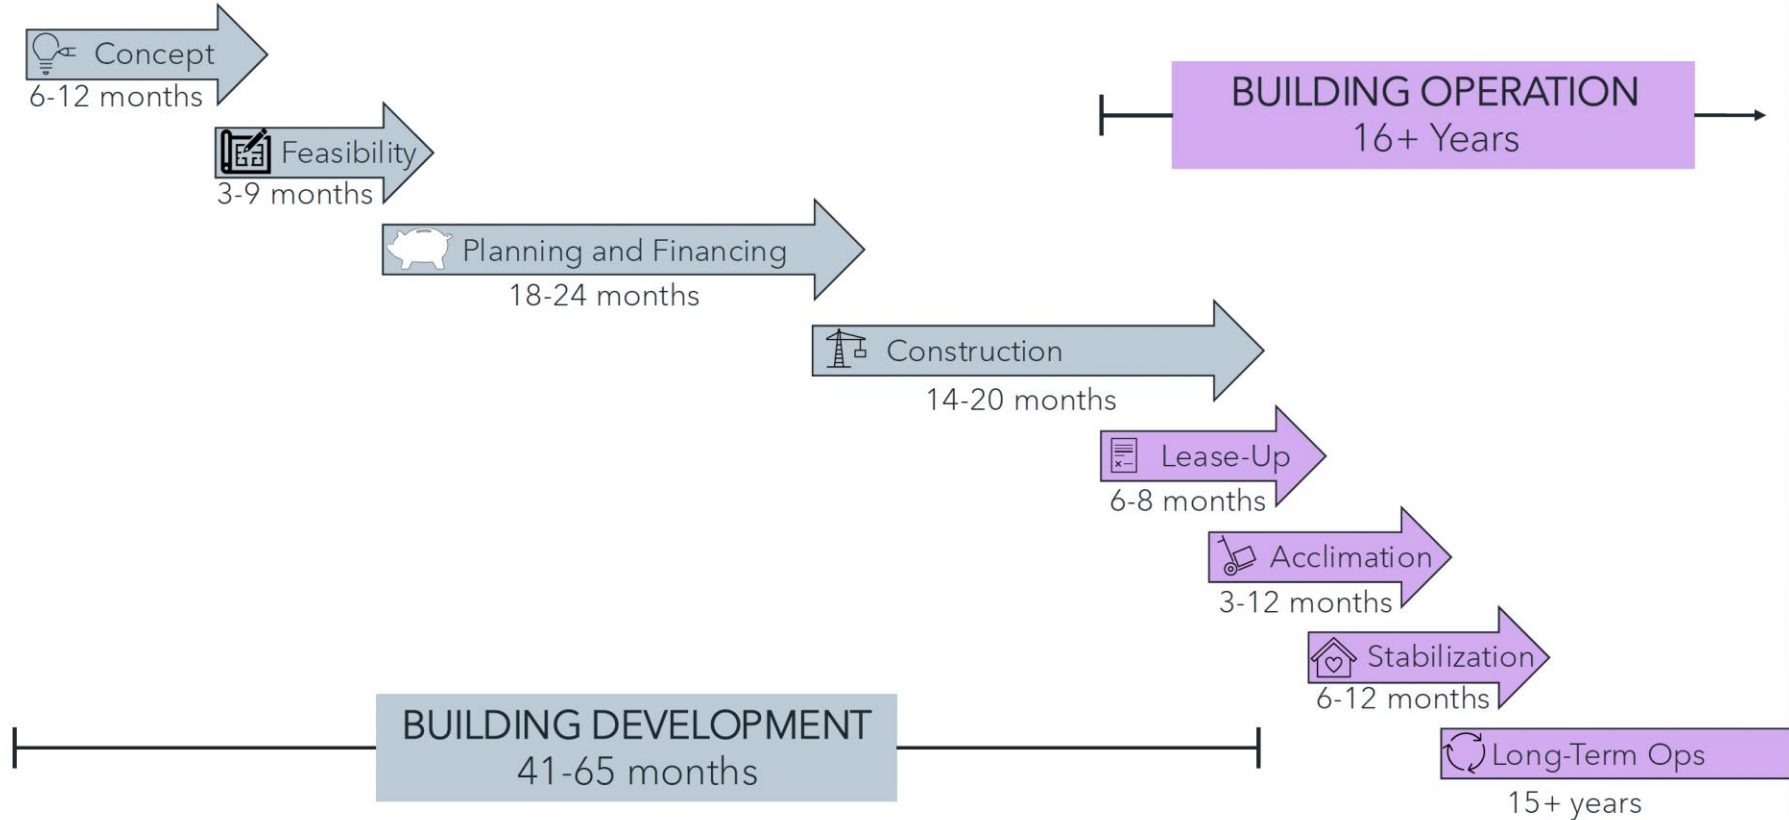 Concept
6-12 months
Feasibility
3-9 months
BUILDING OPERATION
16+ Years
Planning and Financing
18-24 months
Construction
14-20 months
Lease-Up
6-8 months
Acclimation
3-12 months
Stabilization
6-12 months
BUILDING DEVELOPMENT
41-65 months
Long-Term Ops
15+ years